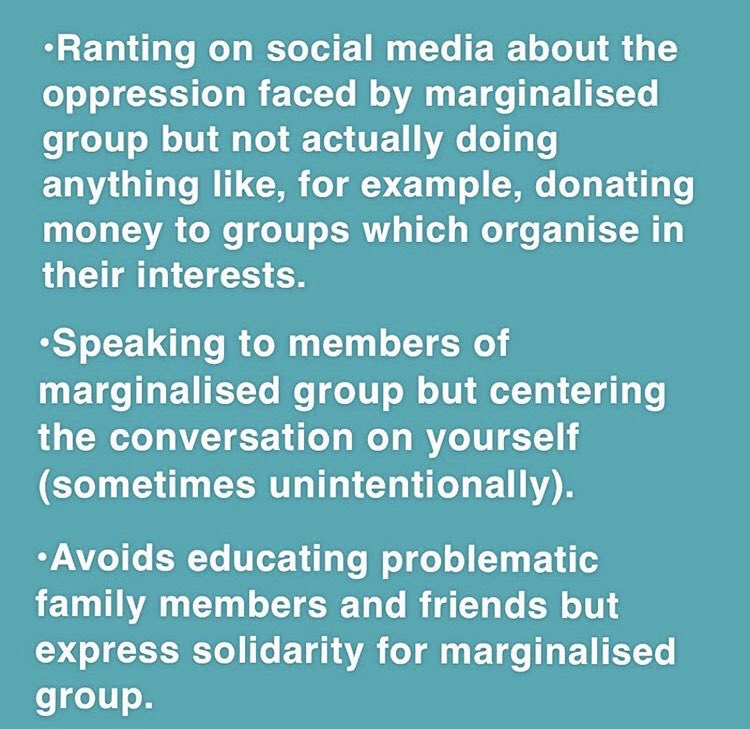 •Ranting on social media about the
oppression faced by marginalised
group but not actually doing
anything like, for example, donating
money to groups which organise in
their interests.
•Speaking to members of
marginalised group but centering
the conversation on yourself
(sometimes unintentionally).
•Avoids educating problematic
family members and friends but
express solidarity for marginalised
group.